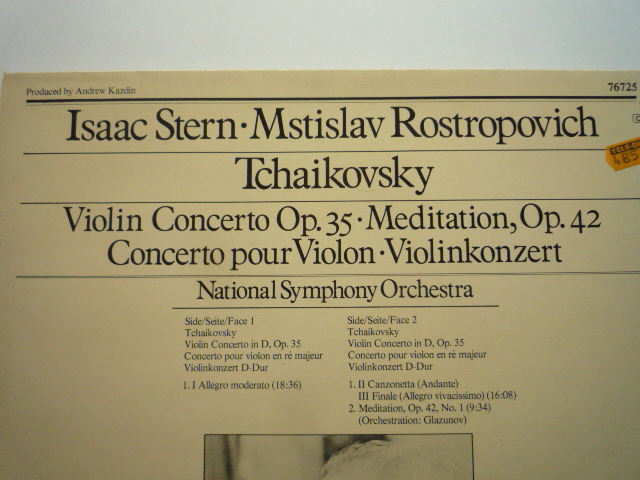 Produced by Andrew Kazdin
76725
Isaac Stern · Mstislav Rostropovich
Tchaikovsky
Violin Concerto Op. 35 · Meditation, Op. 42
Concerto pour Violon · Violinkonzert
National Symphony Orchestra
Side/Seite/Face 1
Tchaikovsky
Violin Concerto in D, Op. 35
Concerto pour violon en ré majeur
Violinkonzert D-Dur
1. I Allegro moderato (18:36)
Side/Seite/Face 2
Tchaikovsky
Violin Concerto in D, Op. 35
Concerto pour violon en ré majeur
Violinkonzert D-Dur
1. II Canzonetta (Andante)
III Finale (Allegro vivacissimo) (16:08)
2. Meditation, Op. 42, No. 1 (9:34)
(Orchestration: Glazunov)